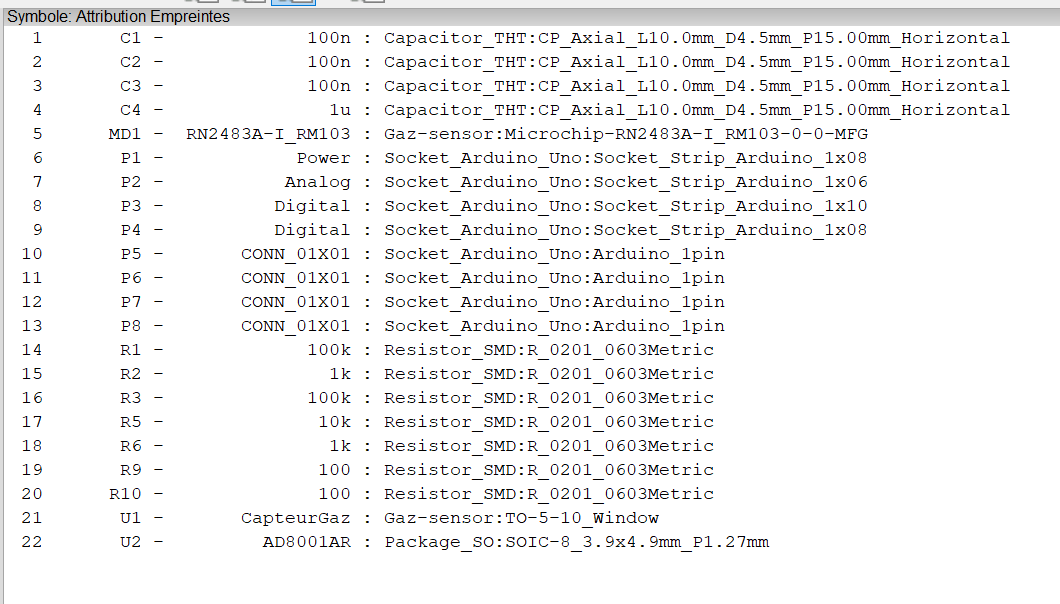 Symbole: Attribution Empreintes
1 C1 - 100n : Capacitor_THT:CP_Axial_L10.0mm_D4.5mm_P15.00mm_Horizontal
2 C2 - 100n : Capacitor_THT:CP_Axial_L10.0mm_D4.5mm_P15.00mm_Horizontal
3 C3 - 100n : Capacitor_THT:CP_Axial_L10.0mm_D4.5mm_P15.00mm_Horizontal
4 C4 - 1u : Capacitor_THT:CP_Axial_L10.0mm_D4.5mm_P15.00mm_Horizontal
5 MD1 - RN2483A-I_RM103 : Gaz-sensor:Microchip-RN2483A-I_RM103-0-0-MFG
6 P1 - Power : Socket_Arduino_Uno:Socket_Strip_Arduino_1x08
7 P2 - Analog : Socket_Arduino_Uno:Socket_Strip_Arduino_1x06
8 P3 - Digital : Socket_Arduino_Uno:Socket_Strip_Arduino_1x10
9 P4 - Digital : Socket_Arduino_Uno:Socket_Strip_Arduino_1x08
10 P5 - CONN_01X01 : Socket_Arduino_Uno:Arduino_1pin
11 P6 - CONN_01X01 : Socket_Arduino_Uno:Arduino_1pin
12 P7 - CONN_01X01 : Socket_Arduino_Uno:Arduino_1pin
13 P8 - CONN_01X01 : Socket_Arduino_Uno:Arduino_1pin
14 R1 - 100k : Resistor_SMD:R_0201_0603Metric
15 R2 - 1k : Resistor_SMD:R_0201_0603Metric
16 R3 - 100k : Resistor_SMD:R_0201_0603Metric
17 R5 - 10k : Resistor_SMD:R_0201_0603Metric
18 R6 - 1k : Resistor_SMD:R_0201_0603Metric
19 R9 - 100 : Resistor_SMD:R_0201_0603Metric
20 R10 - 100 : Resistor_SMD:R_0201_0603Metric
21 U1 - CapteurGaz : Gaz-sensor:TO-5-10_Window
22 U2 - AD8001AR : Package_SO:SOIC-8_3.9x4.9mm_P1.27mm